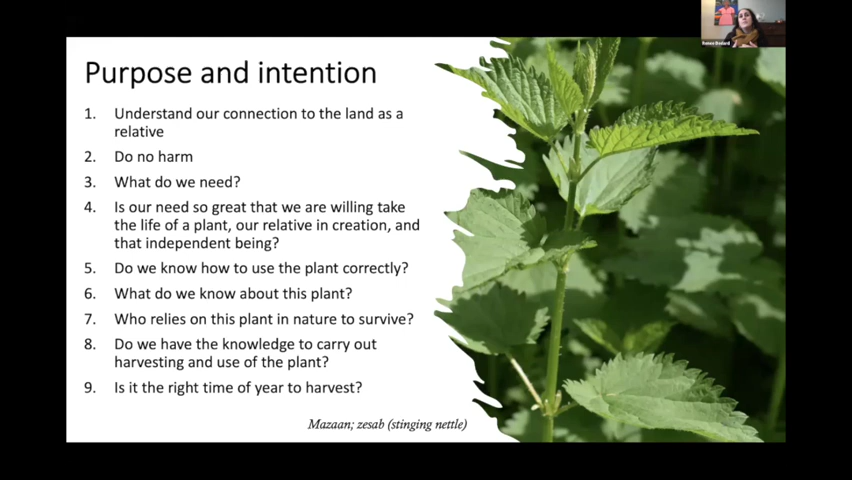 Renee Bedard
Purpose and intention
1. Understand our connection to the land as a
relative
2. Do no harm
3. What do we need?
4. Is our need so great that we are willing take
the life of a plant, our relative in creation, and
that independent being?
5. Do we know how to use the plant correctly?
6. What do we know about this plant?
7. Who relies on this plant in nature to survive?
8. Do we have the knowledge to carry out
harvesting and use of the plant?
9. Is it the right time of year to harvest?
Mazaan; zesab (stinging nettle)